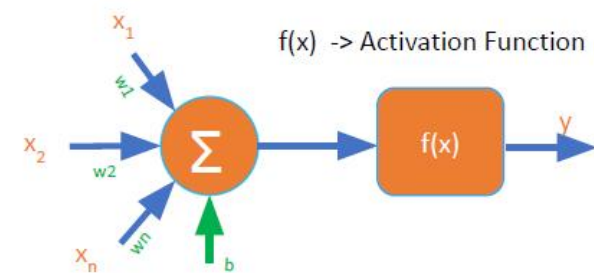 x₁
f(x) -> Activation Function
w1
x₂
w2
Σ
f(x)
y
wn
xₙ
b